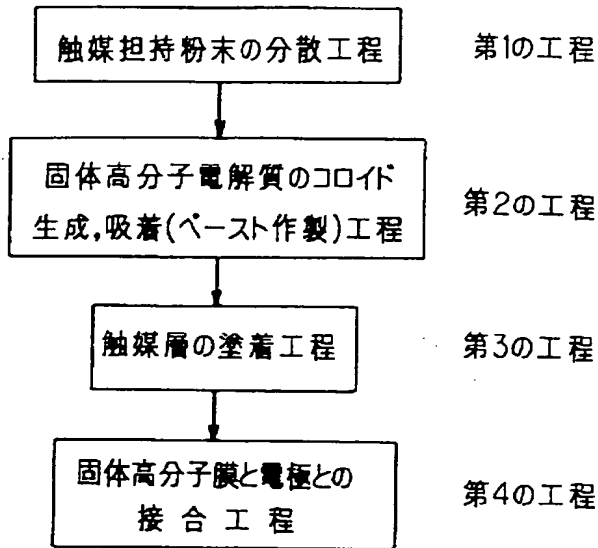 触媒担持粉末の分散工程 第1の工程
固体高分子電解質のコロイド
生成,吸着(ペースト作製)工程 第2の工程
触媒層の塗着工程 第3の工程
固体高分子膜と電極との
接合工程 第4の工程